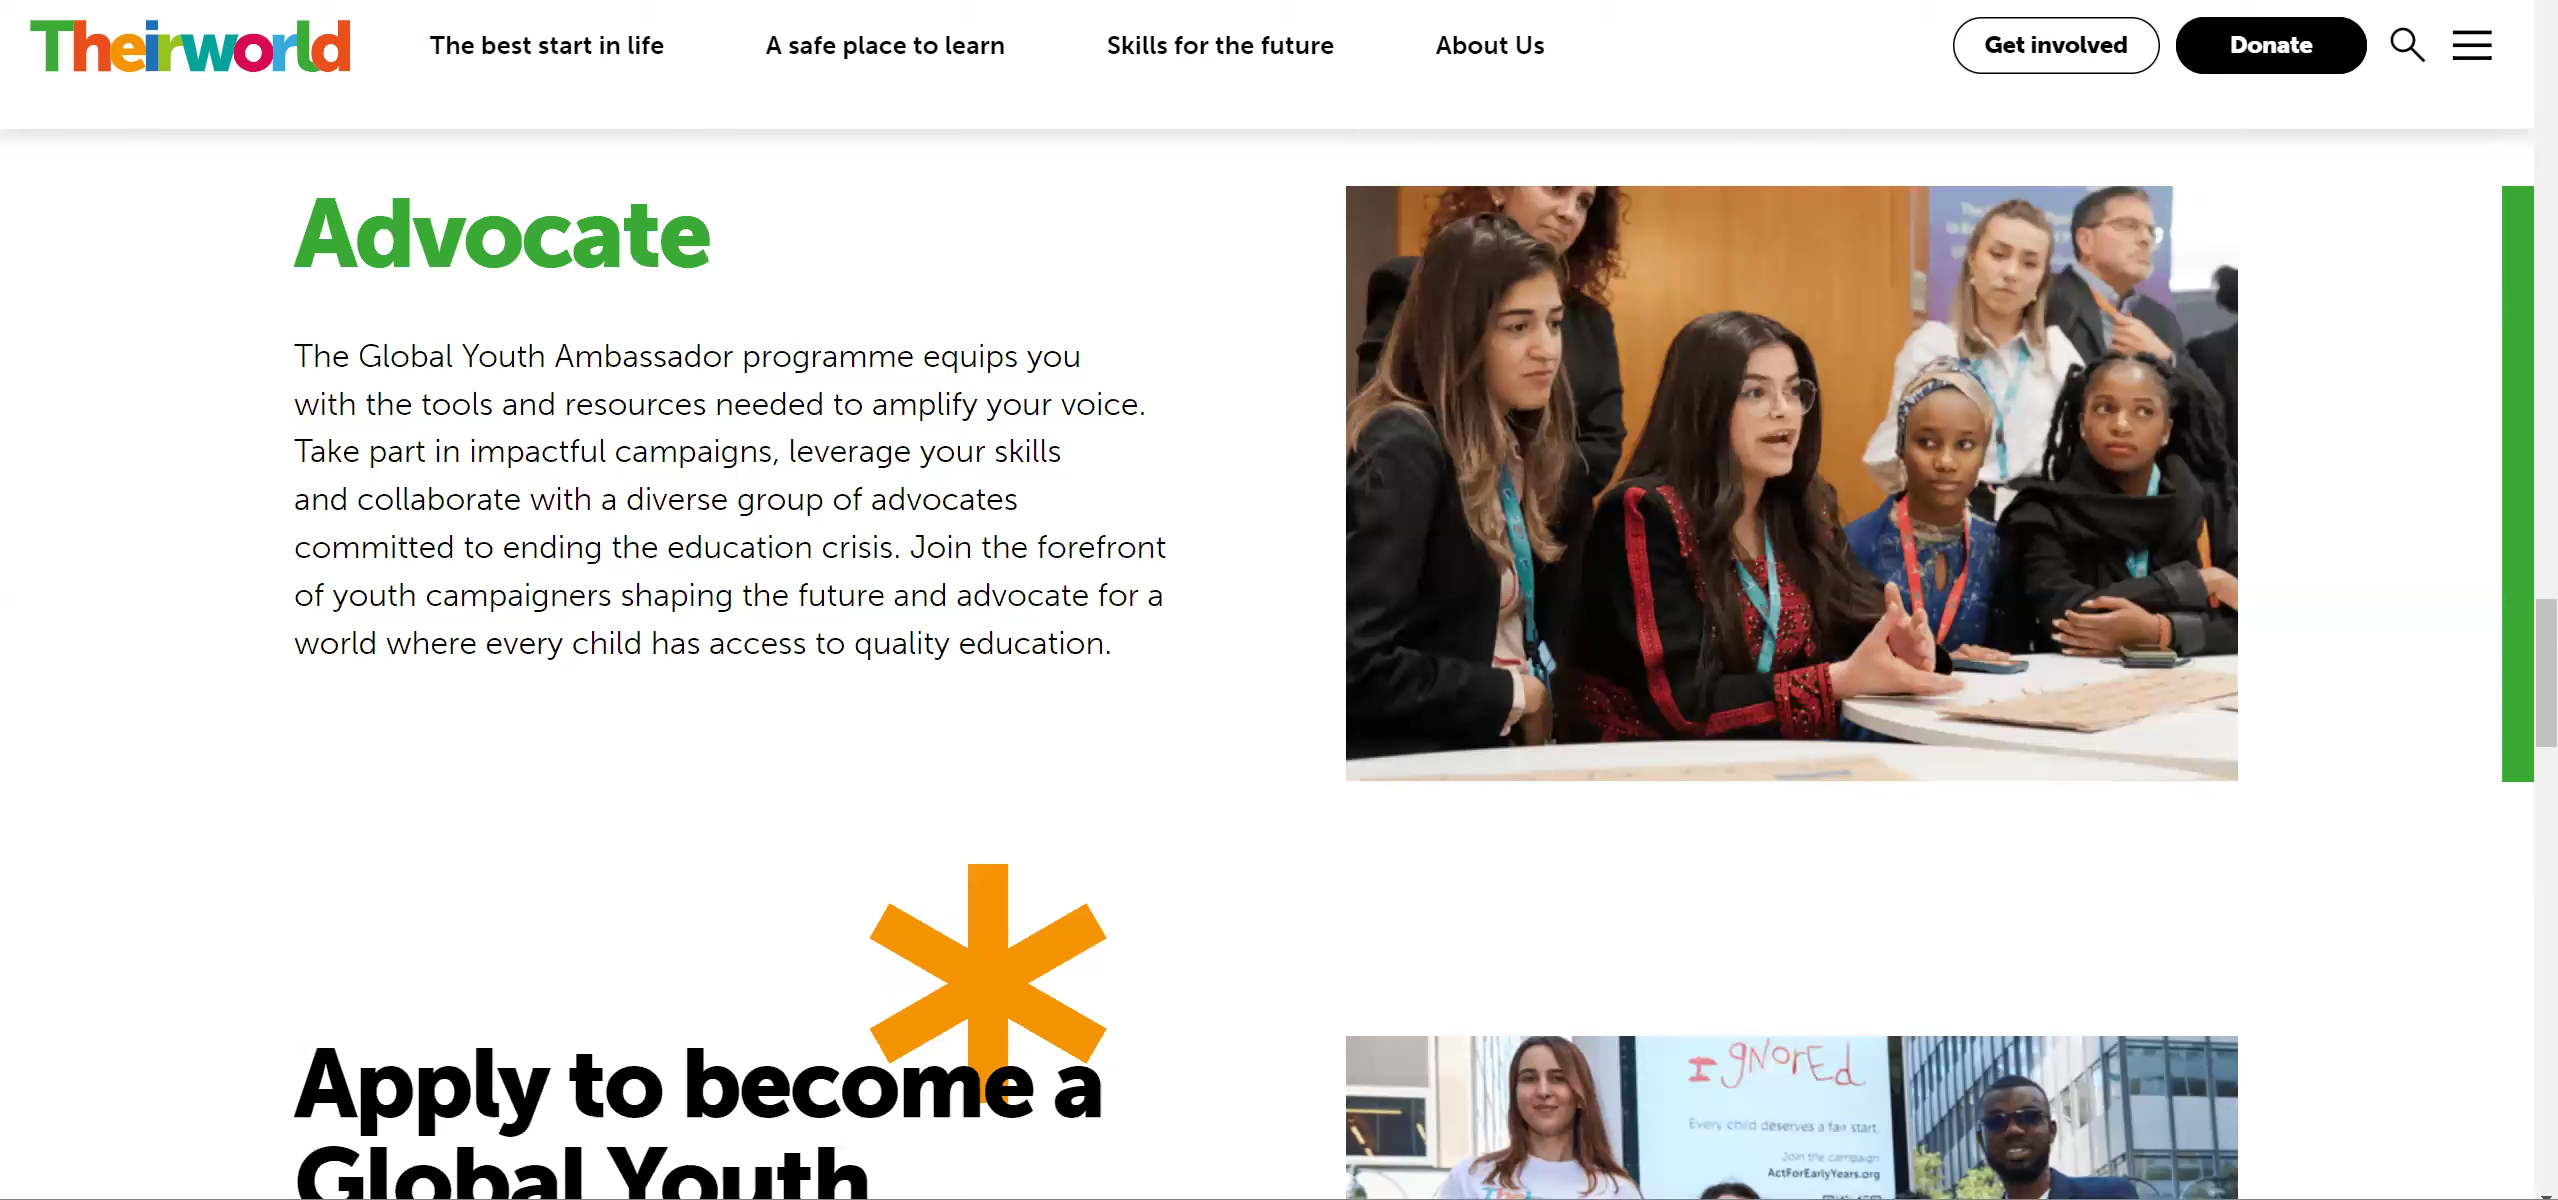 Theirworld
The best start in life
A safe place to learn
Skills for the future
About Us
Get involved
Donate
Advocate
The Global Youth Ambassador programme equips you
with the tools and resources needed to amplify your voice.
Take part in impactful campaigns, leverage your skills
and collaborate with a diverse group of advocates
committed to ending the education crisis. Join the forefront
of youth campaigners shaping the future and advocate for a
world where every child has access to quality education.
Apply to become a
Global Youth
IgNorEd
Every child deserves a fair start.
Join the campaign
ActForEarlyYears.org